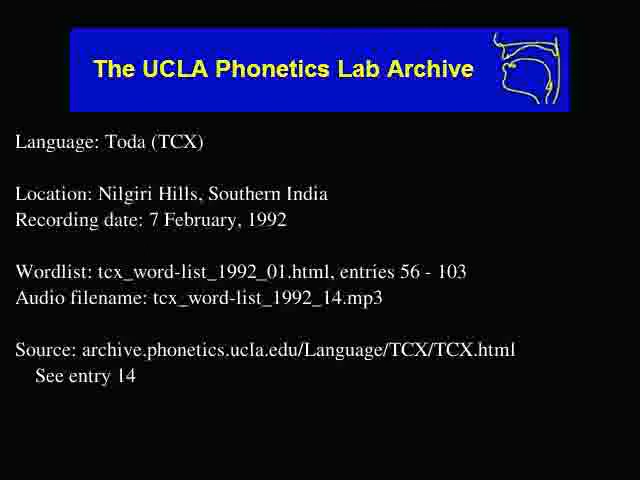 The UCLA Phonetics Lab Archive
Language: Toda (TCX)
Location: Nilgiri Hills, Southern India
Recording date: 7 February, 1992
Wordlist: tcx_word-list_1992_01.html, entries 56 - 103
Audio filename: tcx_word-list_1992_14.mp3
Source: archive.phonetics.ucla.edu/Language/TCX/TCX.html
See entry 14